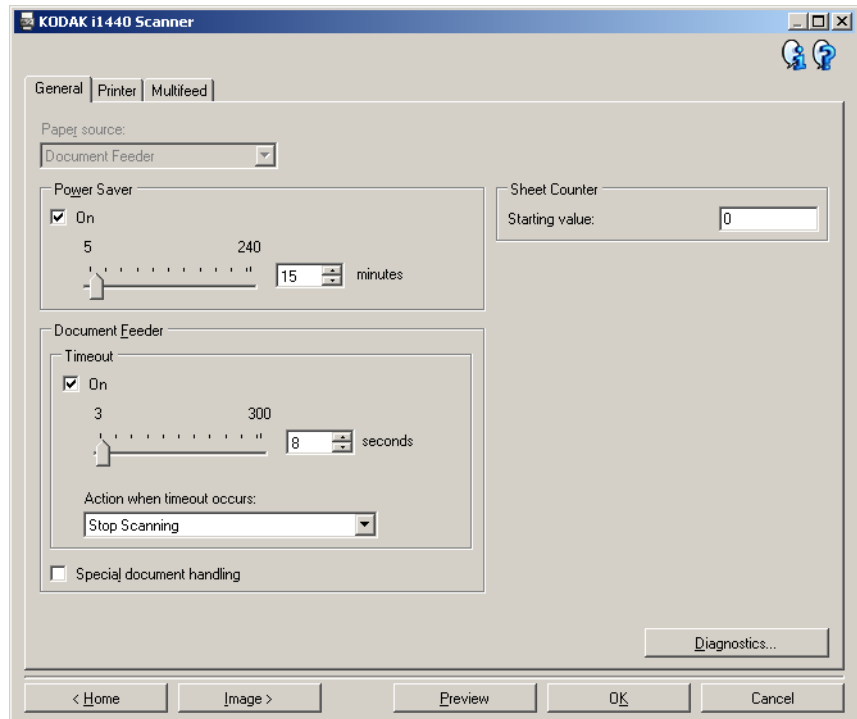 KODAK i1440 Scanner
General Printer Multifeed
Paper source:
Document Feeder
Power Saver
On
5 240
15 minutes
Sheet Counter
Starting value: 0
Document Feeder
Timeout
On
3 300
8 seconds
Action when timeout occurs:
Stop Scanning
Special document handling
Diagnostics...
< Home Image > Preview OK Cancel